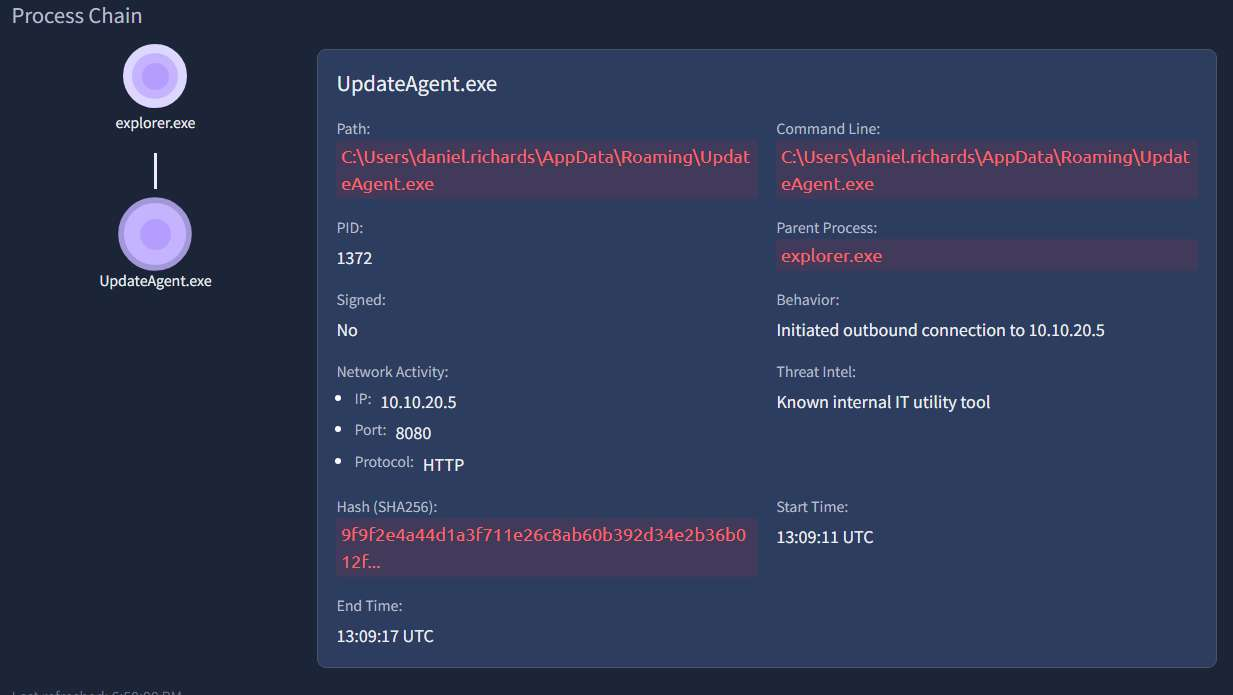 Process Chain
explorer.exe
UpdateAgent.exe
UpdateAgent.exe
Path:
C:\Users\daniel.richards\AppData\Roaming\Updat
eAgent.exe
Command Line:
C:\Users\daniel.richards\AppData\Roaming\Updat
eAgent.exe
PID:
1372
Parent Process:
explorer.exe
Signed:
No
Behavior:
Initiated outbound connection to 10.10.20.5
Network Activity:
IP: 10.10.20.5
Port: 8080
Protocol: HTTP
Threat Intel:
Known internal IT utility tool
Hash (SHA256):
9f9f2e4a44d1a3f711e26c8ab60b392d34e2b36b0
12f...
Start Time:
13:09:11 UTC
End Time:
13:09:17 UTC